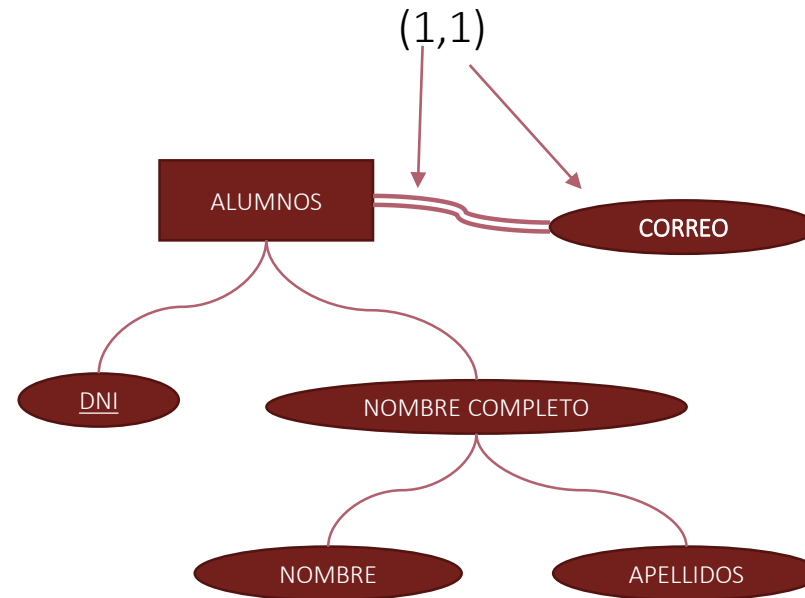 (1,1)
ALUMNOS
CORREO
DNI
NOMBRE COMPLETO
NOMBRE
APELLIDOS